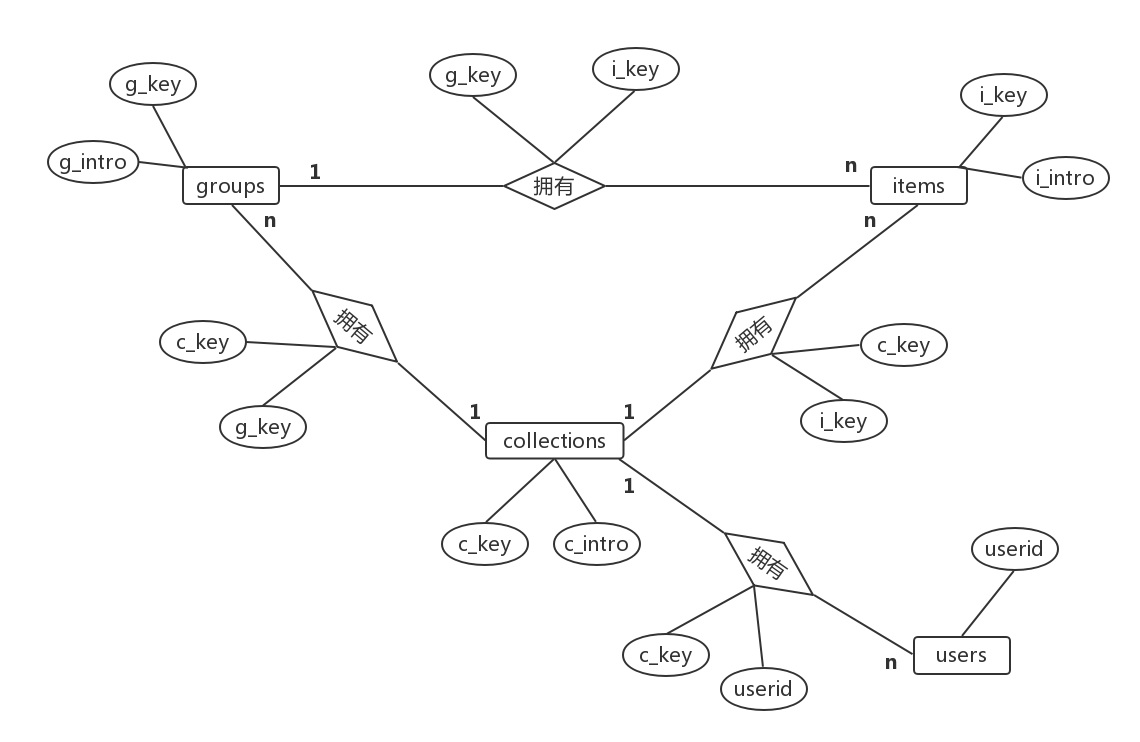 g_key
i_key
g_key
i_key
g_intro
groups
1
拥有
n
items
i_intro
n
n
拥有
拥有
c_key
c_key
g_key
1
1
i_key
collections
1
c_key
c_intro
拥有
userid
c_key
n
users
userid